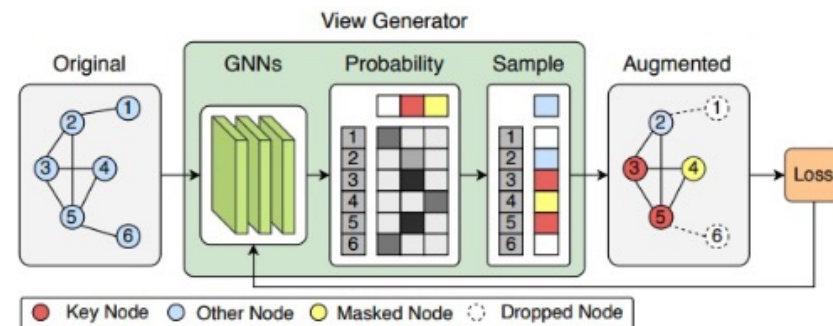 View Generator
Original GNNs Probability Sample Augmented
1 2 3 4 5 6
1 2 3 4 5 6
1 2 3 4 5 6
1 2 3 4 5 6
Loss
Key Node Other Node Masked Node Dropped Node